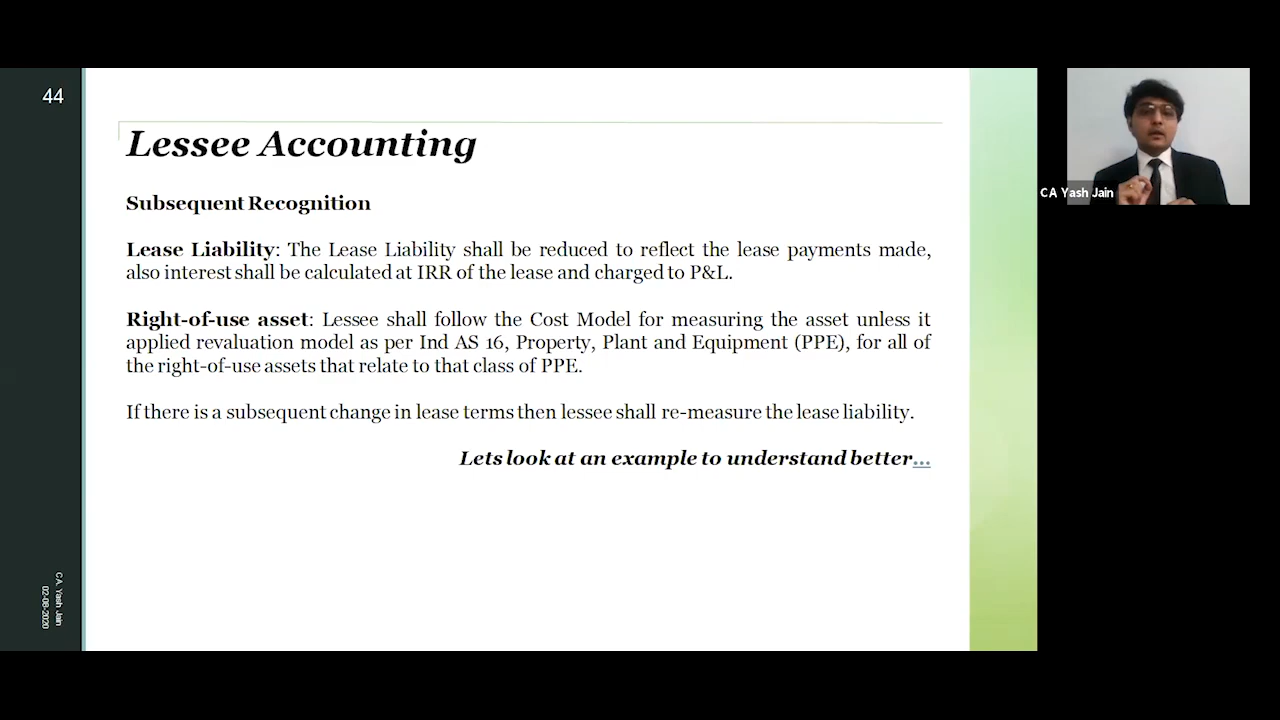 44
Lessee Accounting
Subsequent Recognition
Lease Liability: The Lease Liability shall be reduced to reflect the lease payments made,
also interest shall be calculated at IRR of the lease and charged to P&L.
Right-of-use asset: Lessee shall follow the Cost Model for measuring the asset unless it
applied revaluation model as per Ind AS 16, Property, Plant and Equipment (PPE), for all of
the right-of-use assets that relate to that class of PPE.
If there is a subsequent change in lease terms then lessee shall re-measure the lease liability.
Lets look at an example to understand better...
C.A. Yash Jain
02-08-2020
CA Yash Jain